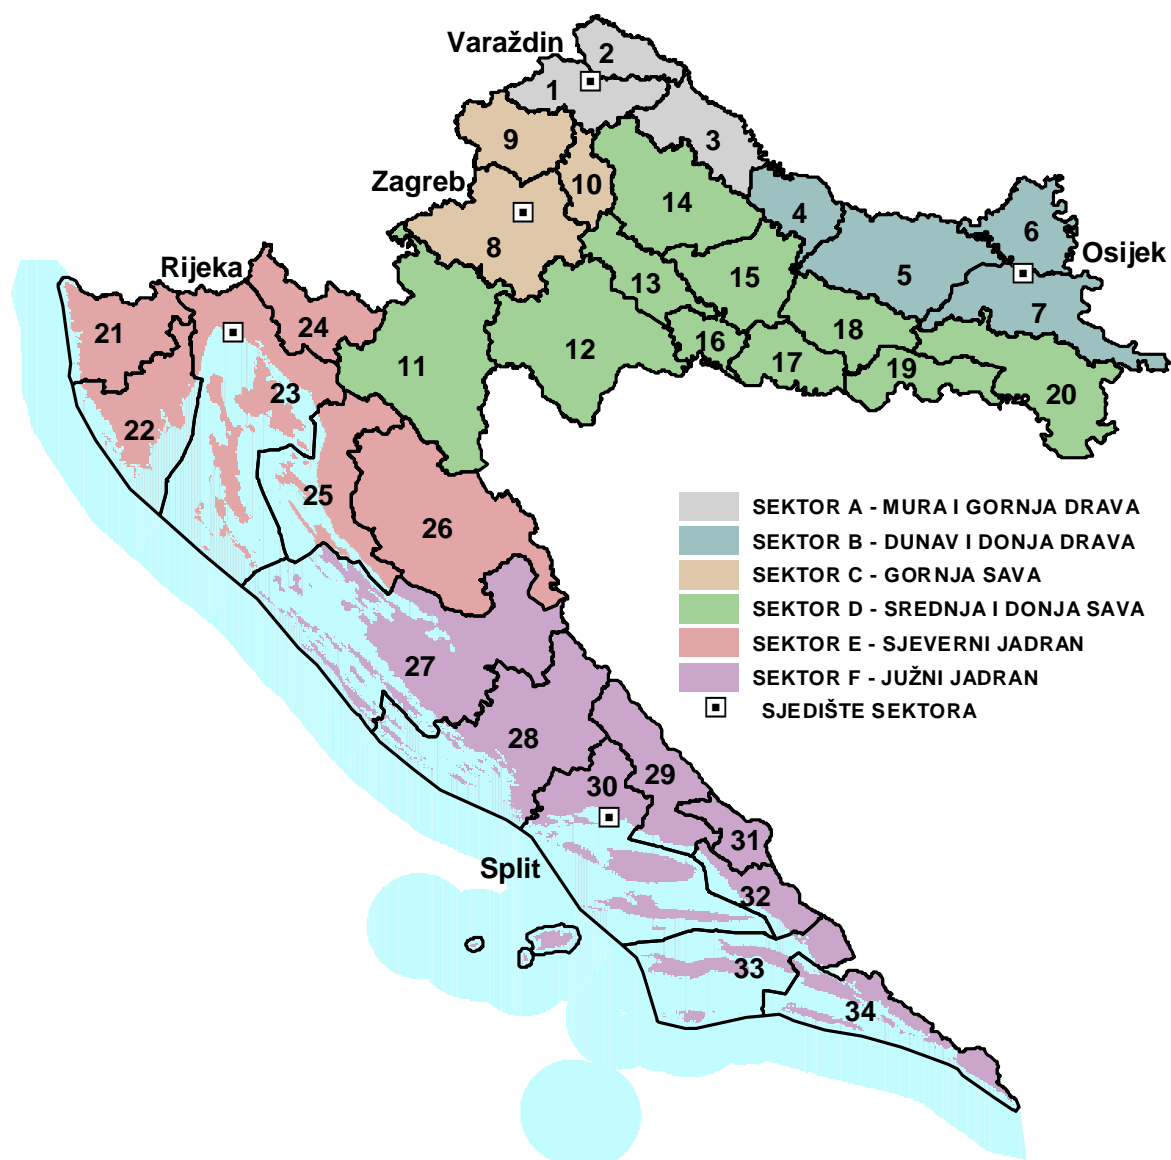 Varaždin
2
1
3
9
10
Zagreb
14
4
6
8
Osijek
Rijeka
5
13
15
7
21
24
18
16
12
17
11
19
23
20
22
25
26
SEKTOR A - MURA I GORNJA DRAVA
SEKTOR B - DUNAV I DONJA DRAVA
SEKTOR C - GORNJA SAVA
SEKTOR D - SREDNJA I DONJA SAVA
SEKTOR E - SJEVERNI JADRAN
SEKTOR F - JUŽNI JADRAN
SJEDIŠTE SEKTORA
27
28
29
30
31
Split
32
33
34